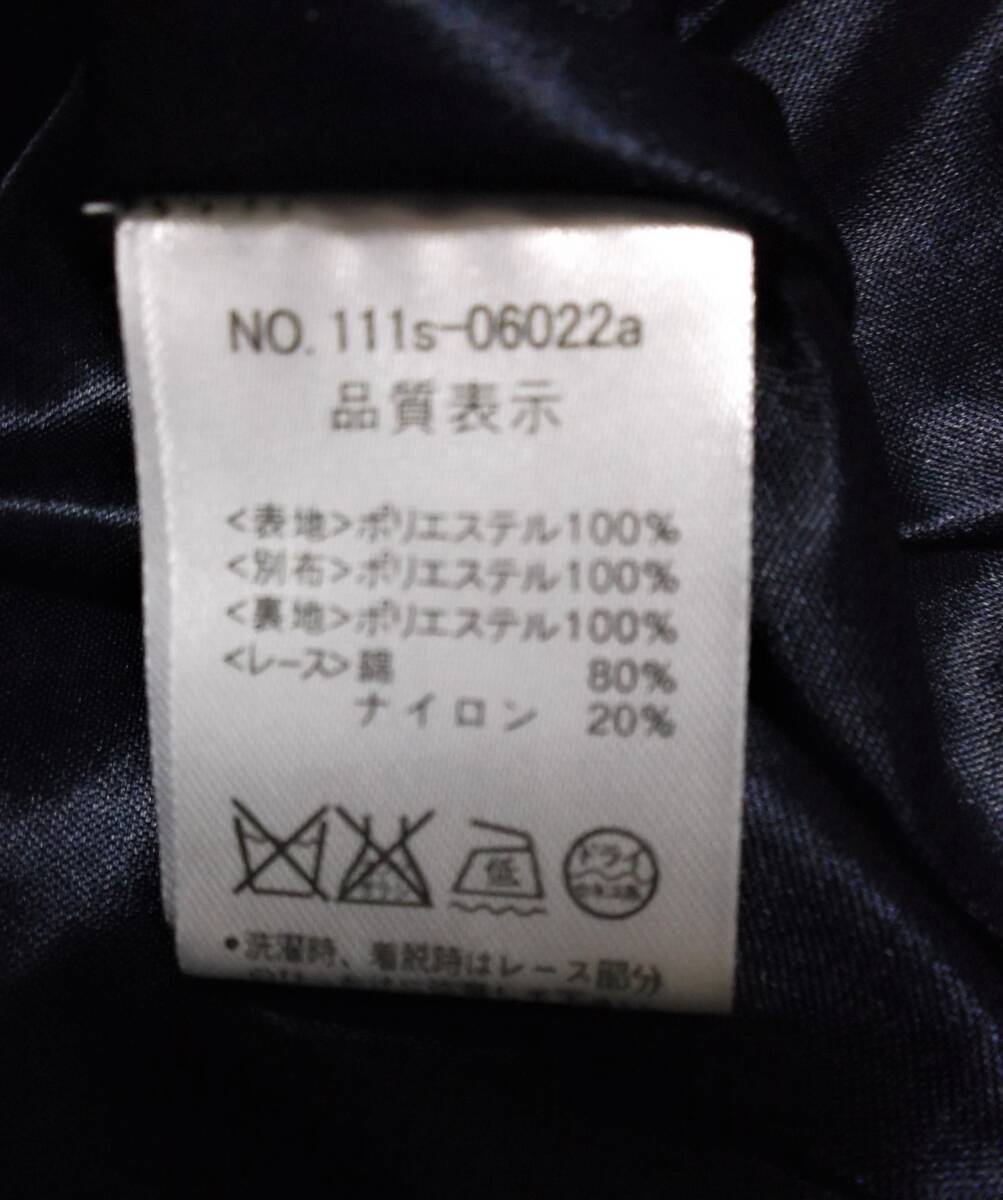 NO. 111s-06022a
品質表示
<表地>ポリエステル100%
<別布>ポリエステル100%
<裏地>ポリエステル100%
<レース>綿 80%
ナイロン 20%
低
ドライ
•洗濯時、着脱時はレース部分